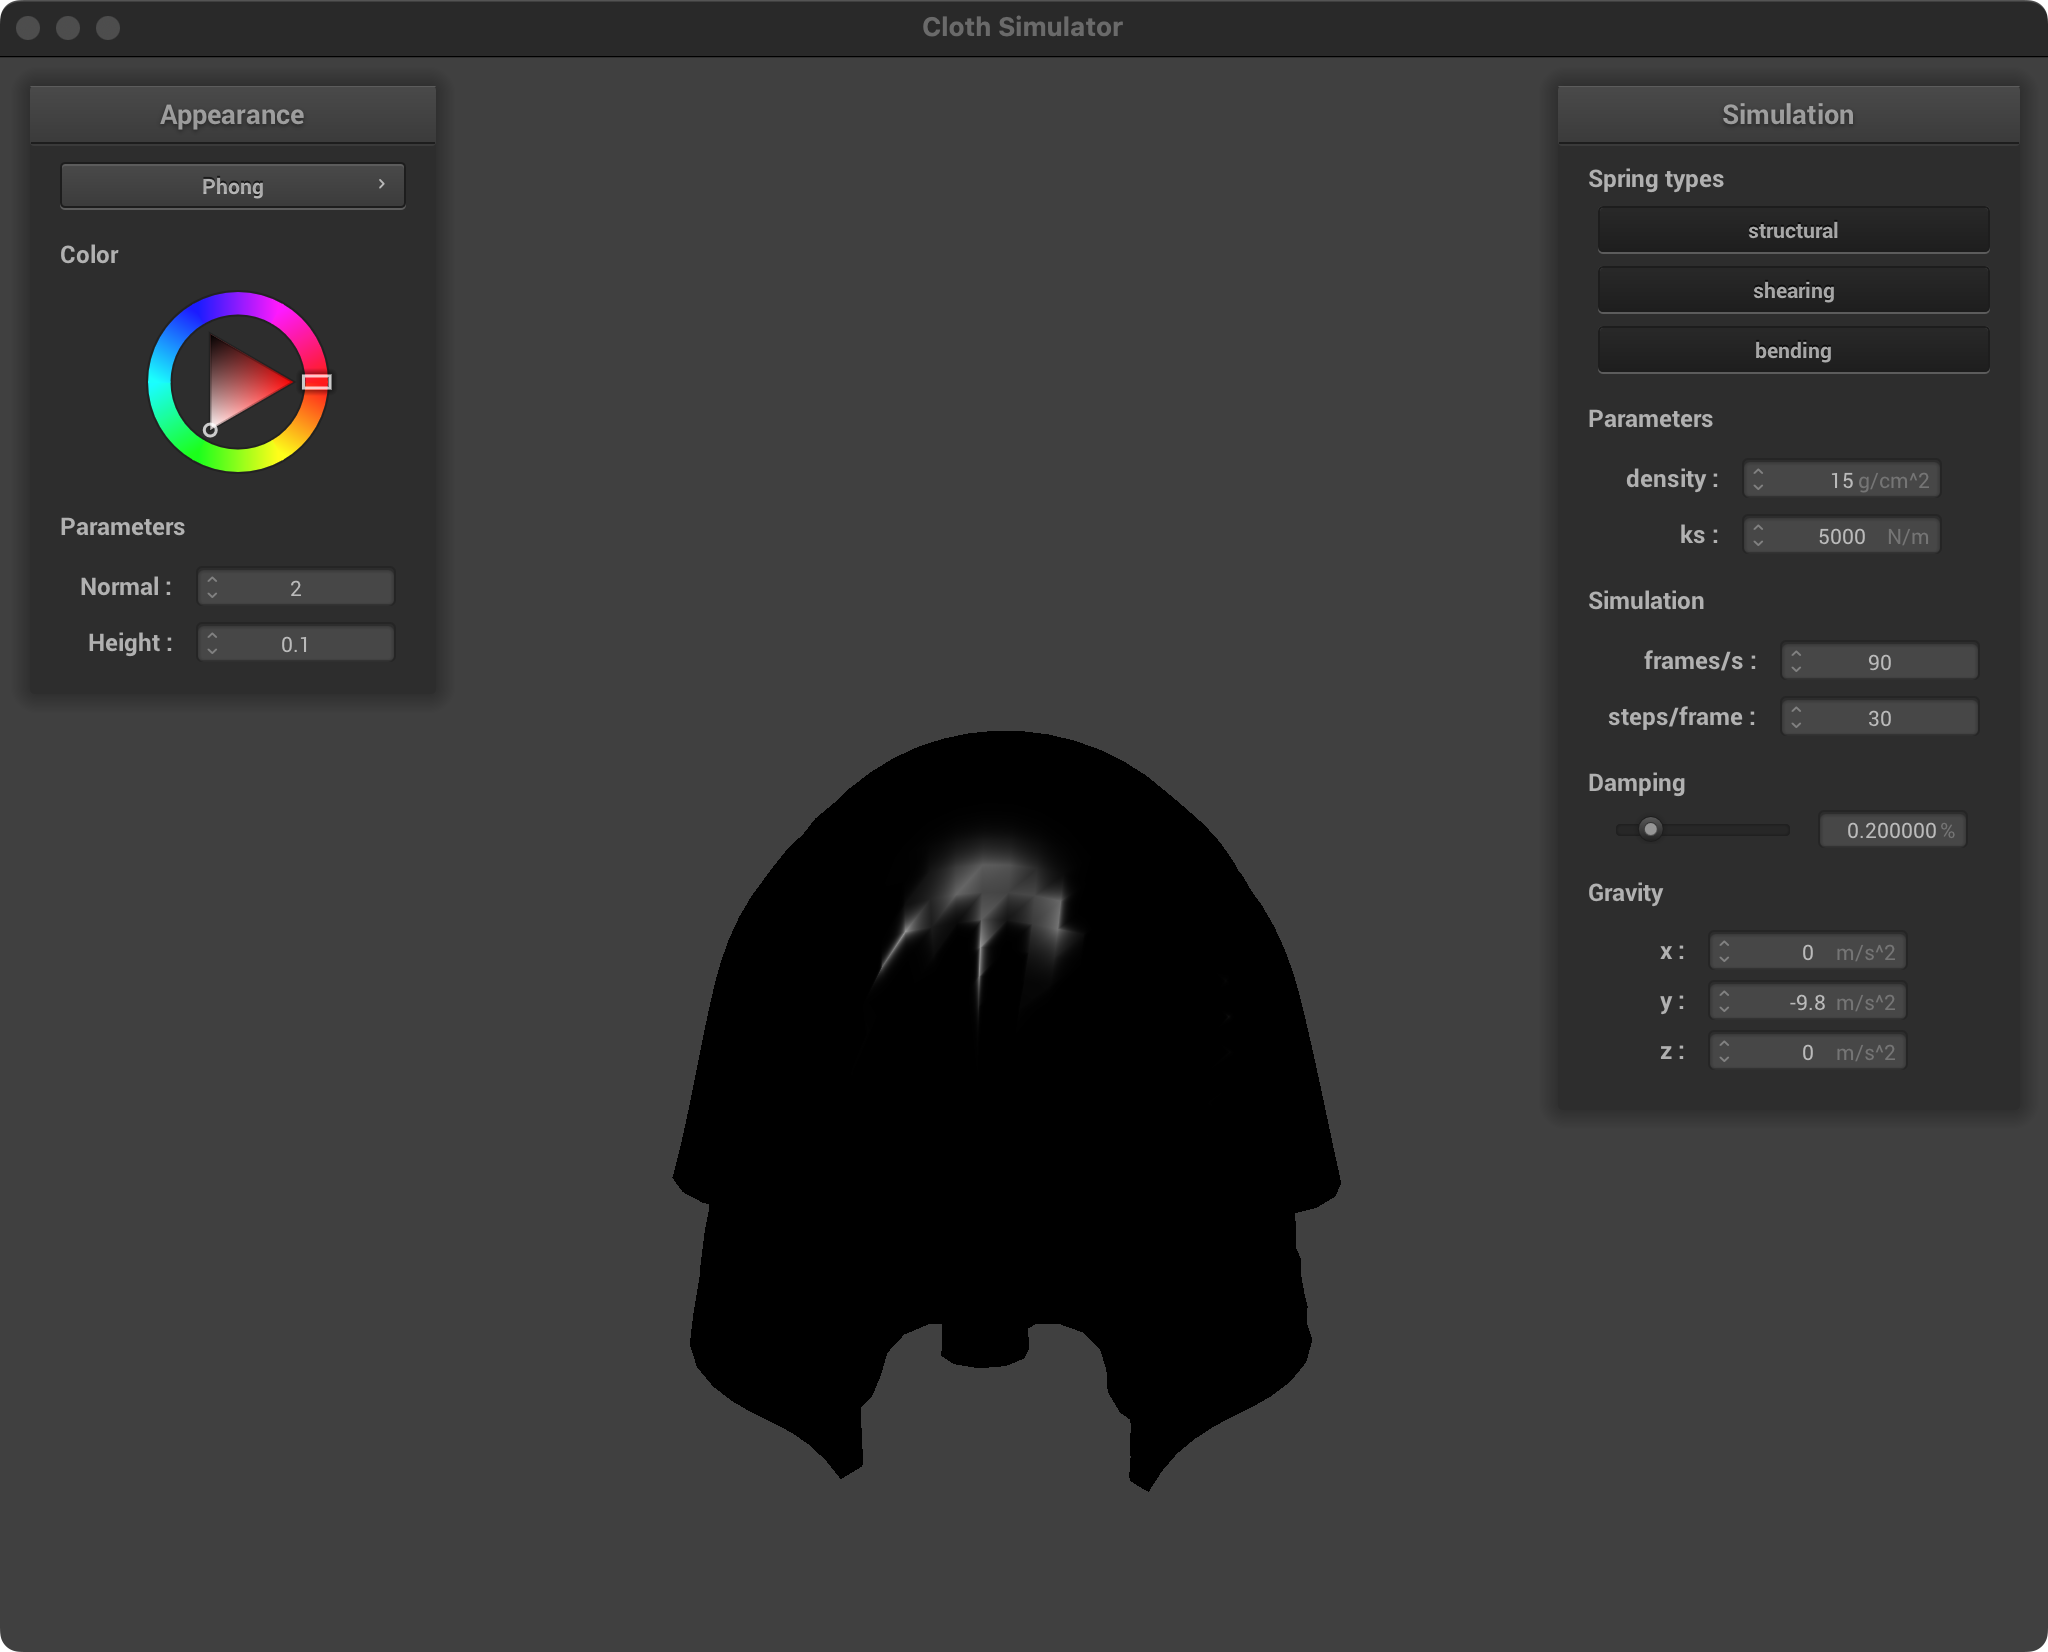 Cloth Simulator
Appearance
Phong
Color
Parameters
Normal : 2
Height : 0.1
Simulation
Spring types
structural
shearing
bending
Parameters
density : 15 g/cm^2
ks : 5000 N/m
Simulation
frames/s : 90
steps/frame : 30
Damping
0.200000 %
Gravity
x : 0 m/s^2
y : -9.8 m/s^2
z : 0 m/s^2